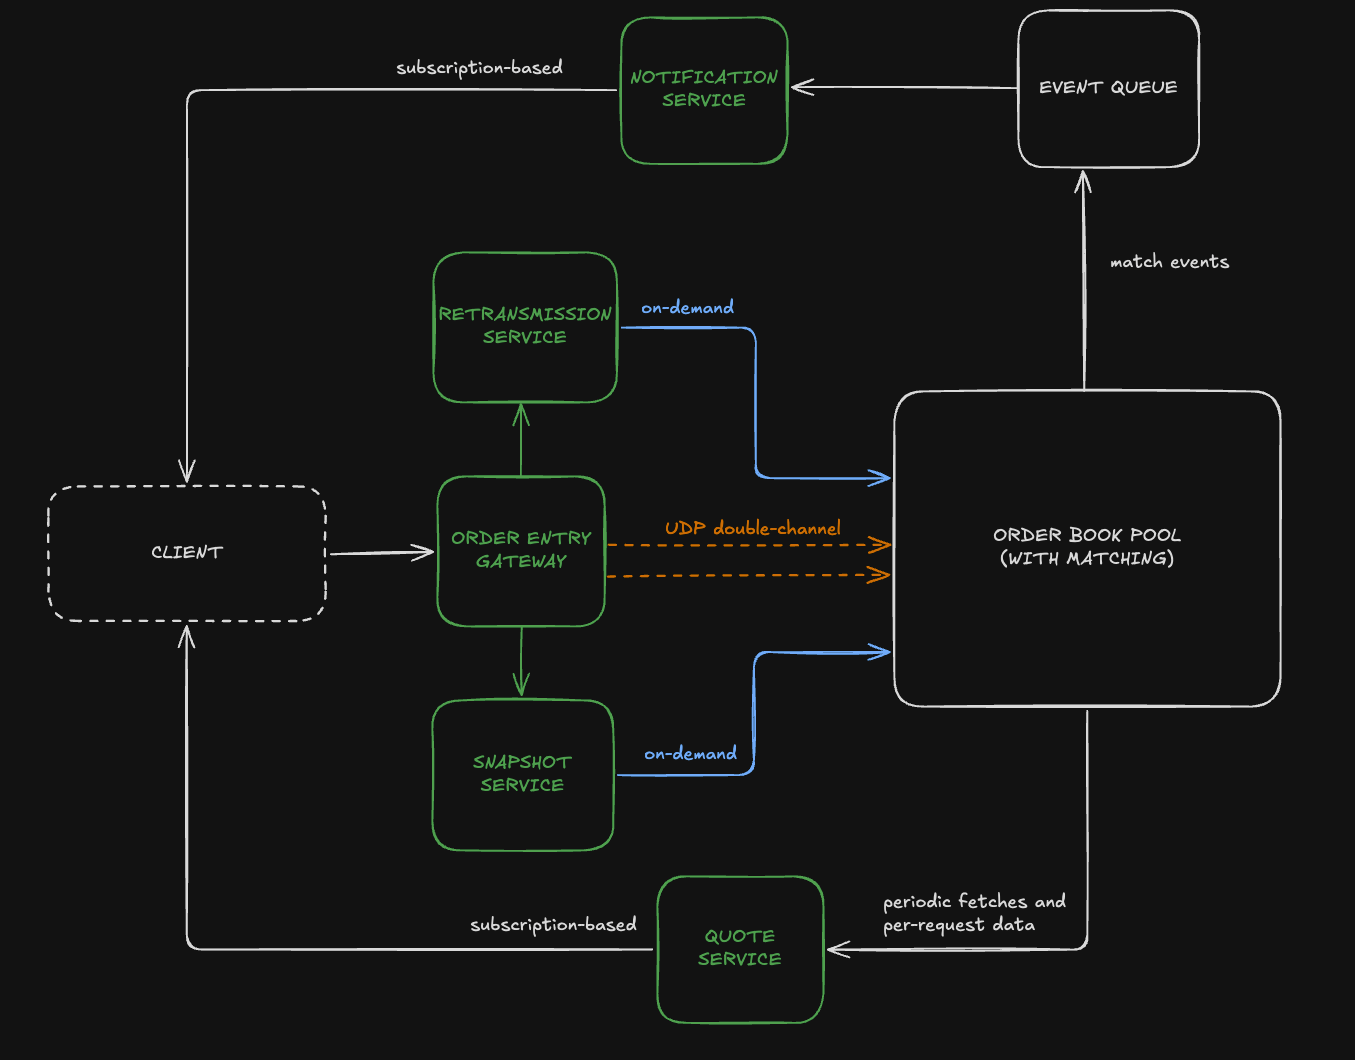 subscription-based
NOTIFICATION
SERVICE
EVENT QUEUE
match events
RETRANSMISSION
SERVICE
on-demand
CLIENT
ORDER ENTRY
GATEWAY
UDP double-channel
ORDER BOOK POOL
(WITH MATCHING)
SNAPSHOT
SERVICE
on-demand
subscription-based
QUOTE
SERVICE
periodic fetches and
per-request data